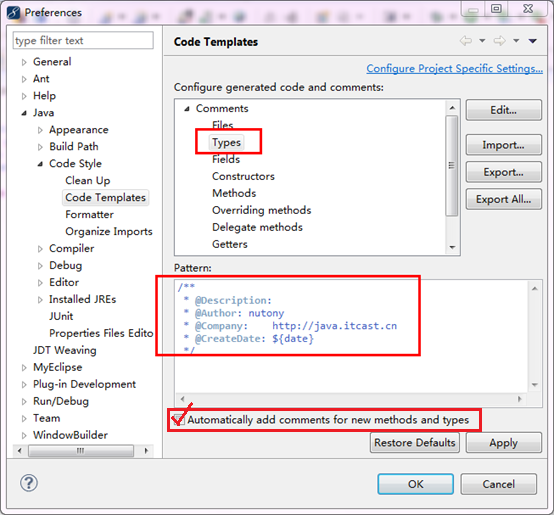 Preferences
type filter text
General
Ant
Help
Java
Appearance
Build Path
Code Style
Clean Up
Code Templates
Formatter
Organize Imports
Compiler
Debug
Editor
Installed JREs
JUnit
Properties Files Edito
JDT Weaving
MyEclipse
Plug-in Development
Run/Debug
Team
WindowBuilder
Code Templates
Configure Project Specific Settings...
Configure generated code and comments:
Comments
Files
Types
Fields
Constructors
Methods
Overriding methods
Delegate methods
Getters
Edit...
Import...
Export...
Export All...
Pattern:
/**
* @Description:
* @Author: nutony
* @Company: http://java.itcast.cn
* @CreateDate: ${date}
*/
Automatically add comments for new methods and types
Restore Defaults
Apply
OK
Cancel